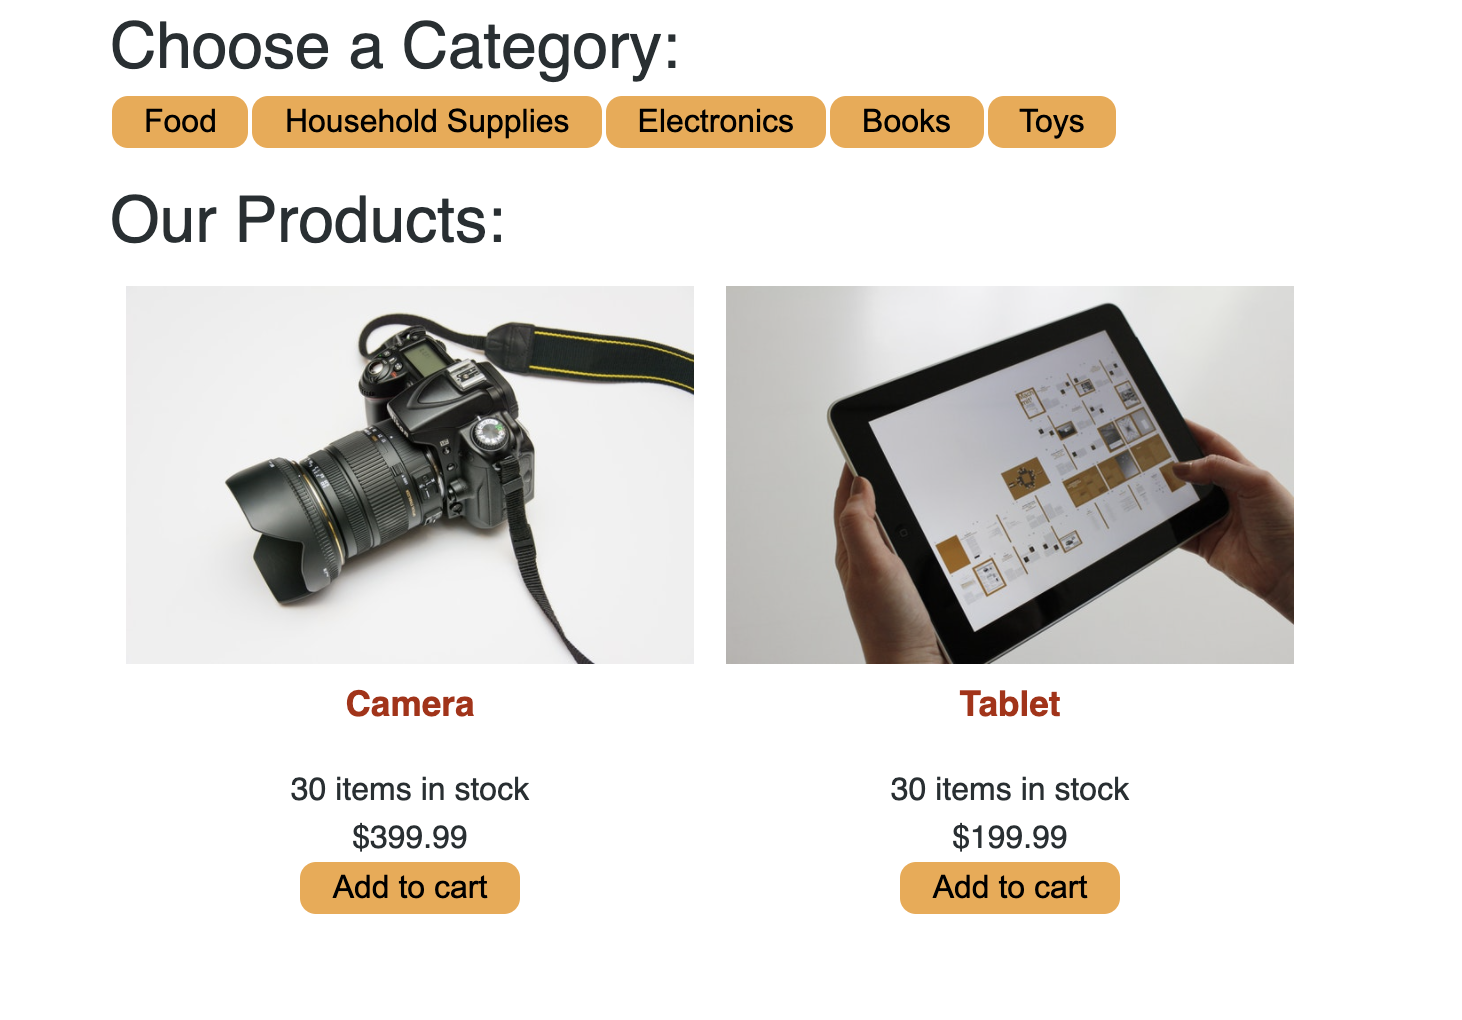 Choose a Category:
Food Household Supplies Electronics Books Toys
Our Products:
Camera
30 items in stock
$399.99
Add to cart
Tablet
30 items in stock
$199.99
Add to cart